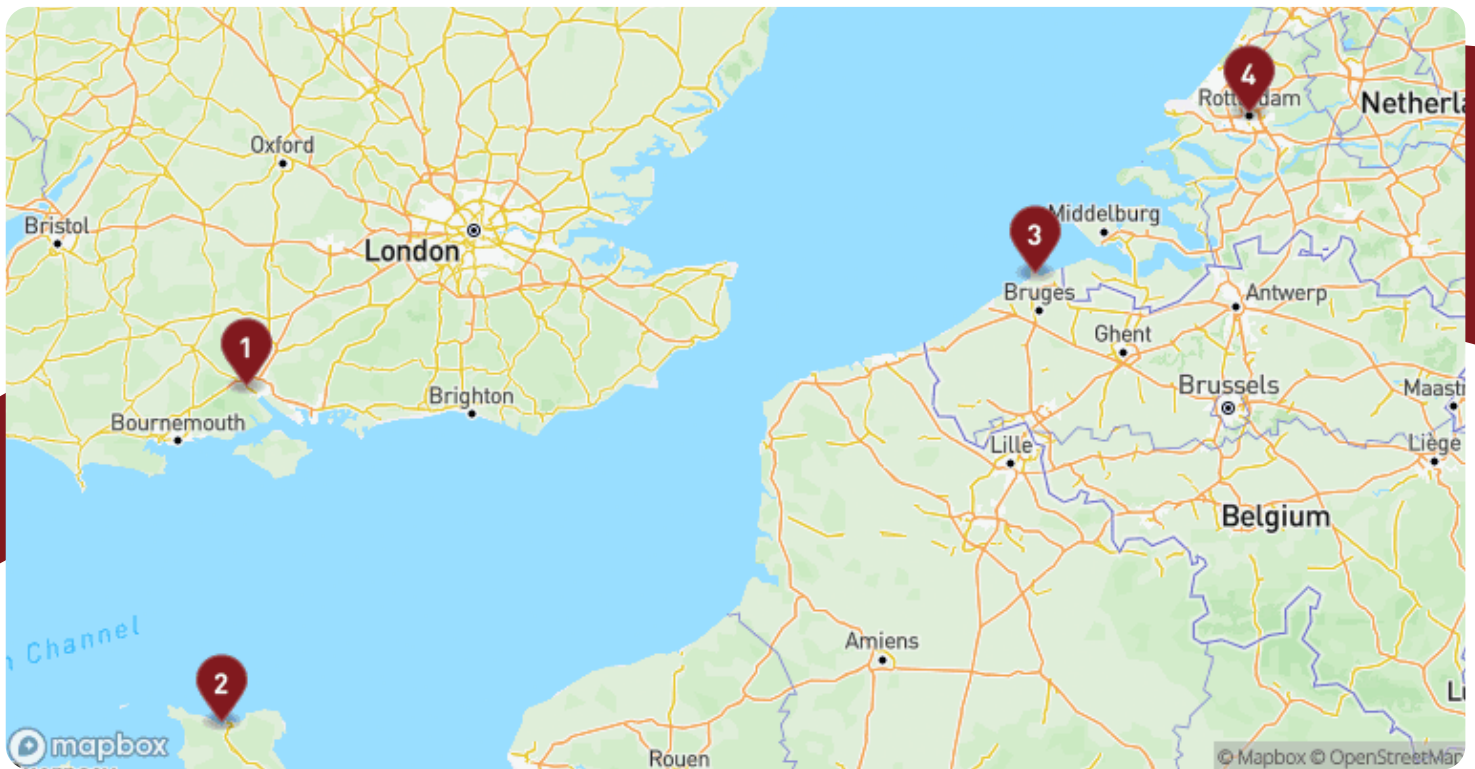 4
Rotterdam
Netherla
Oxford
3
Middelburg
Bristol
London
Bruges
Antwerp
1
Ghent
Brighton
Brussels
Maasti
Bournemouth
Lille
Liège
Belgium
n Channel
Amiens
2
Lu
mapbox
Rouen
© Mapbox © OpenStreetMap